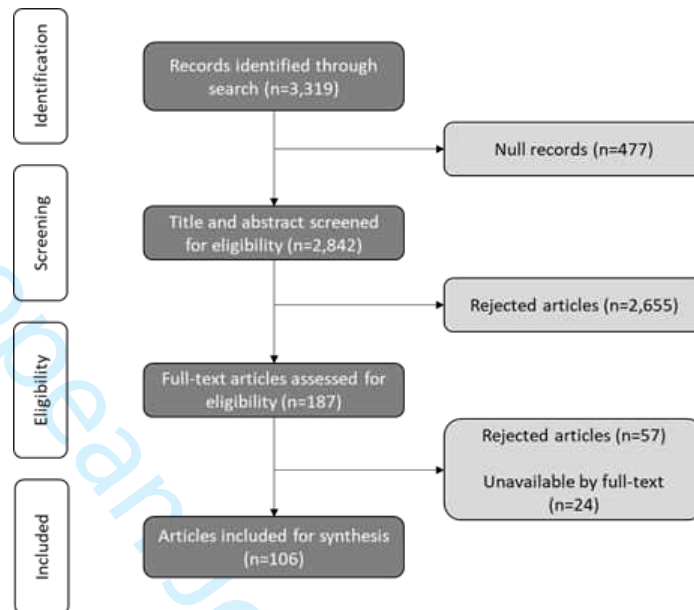 Identification
Records identified through
search (n=3,319)
Null records (n=477)
Screening
Title and abstract screened
for eligibility (n=2,842)
Rejected articles (n=2,655)
Eligibility
Full-text articles assessed for
eligibility (n=187)
Rejected articles (n=57)
Unavailable by full-text
(n=24)
Included
Articles included for synthesis
(n=106)